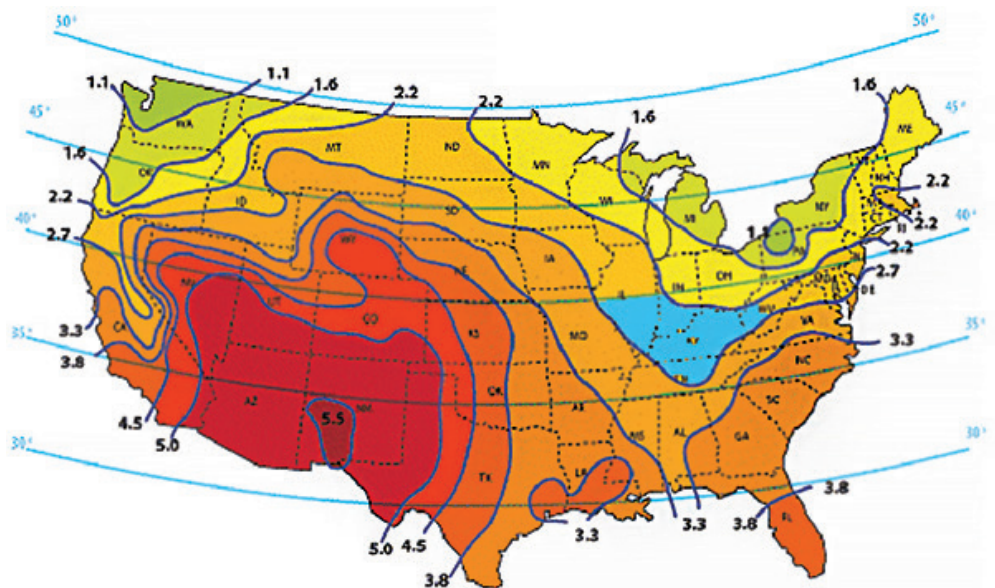 50°
50°
1.1
1.1
1.6
2.2
2.2
1.6
1.6
45°
45°
WA
MT
ND
MN
ME
1.6
OR
ID
SD
WI
MI
NY
NH
2.2
2.2
40°
40°
CT
RI
2.2
2.2
1.1
2.7
WY
IA
OH
2.7
NV
UT
NE
IL
IN
MD
DE
CO
VA
35°
35°
3.3
CA
KS
MO
KY
3.3
3.8
NC
TN
4.5
AZ
NM
OK
AR
SC
5.5
5.0
MS
AL
GA
30°
30°
TX
LA
3.8
3.3
3.3
3.8
FL
5.0
4.5
3.8